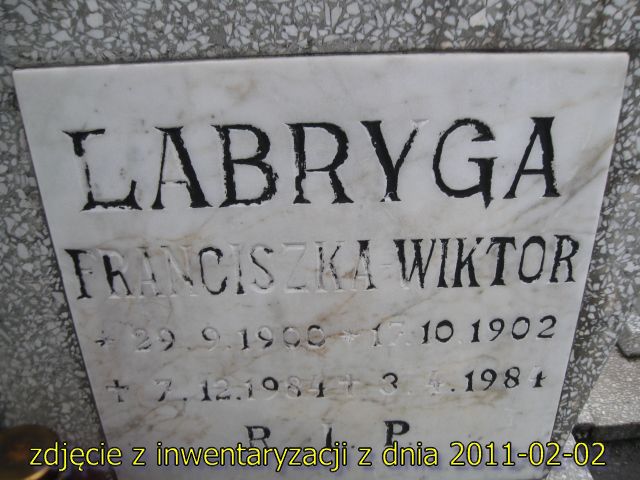 LABRYGA
FRANCISZKA-WIKTOR
* 29.9.1900 * 17.10.1902
+ 7.12.1984 + 3.4.1984
R. I. P.
zdjęcie z inwentaryzacji z dnia 2011-02-02